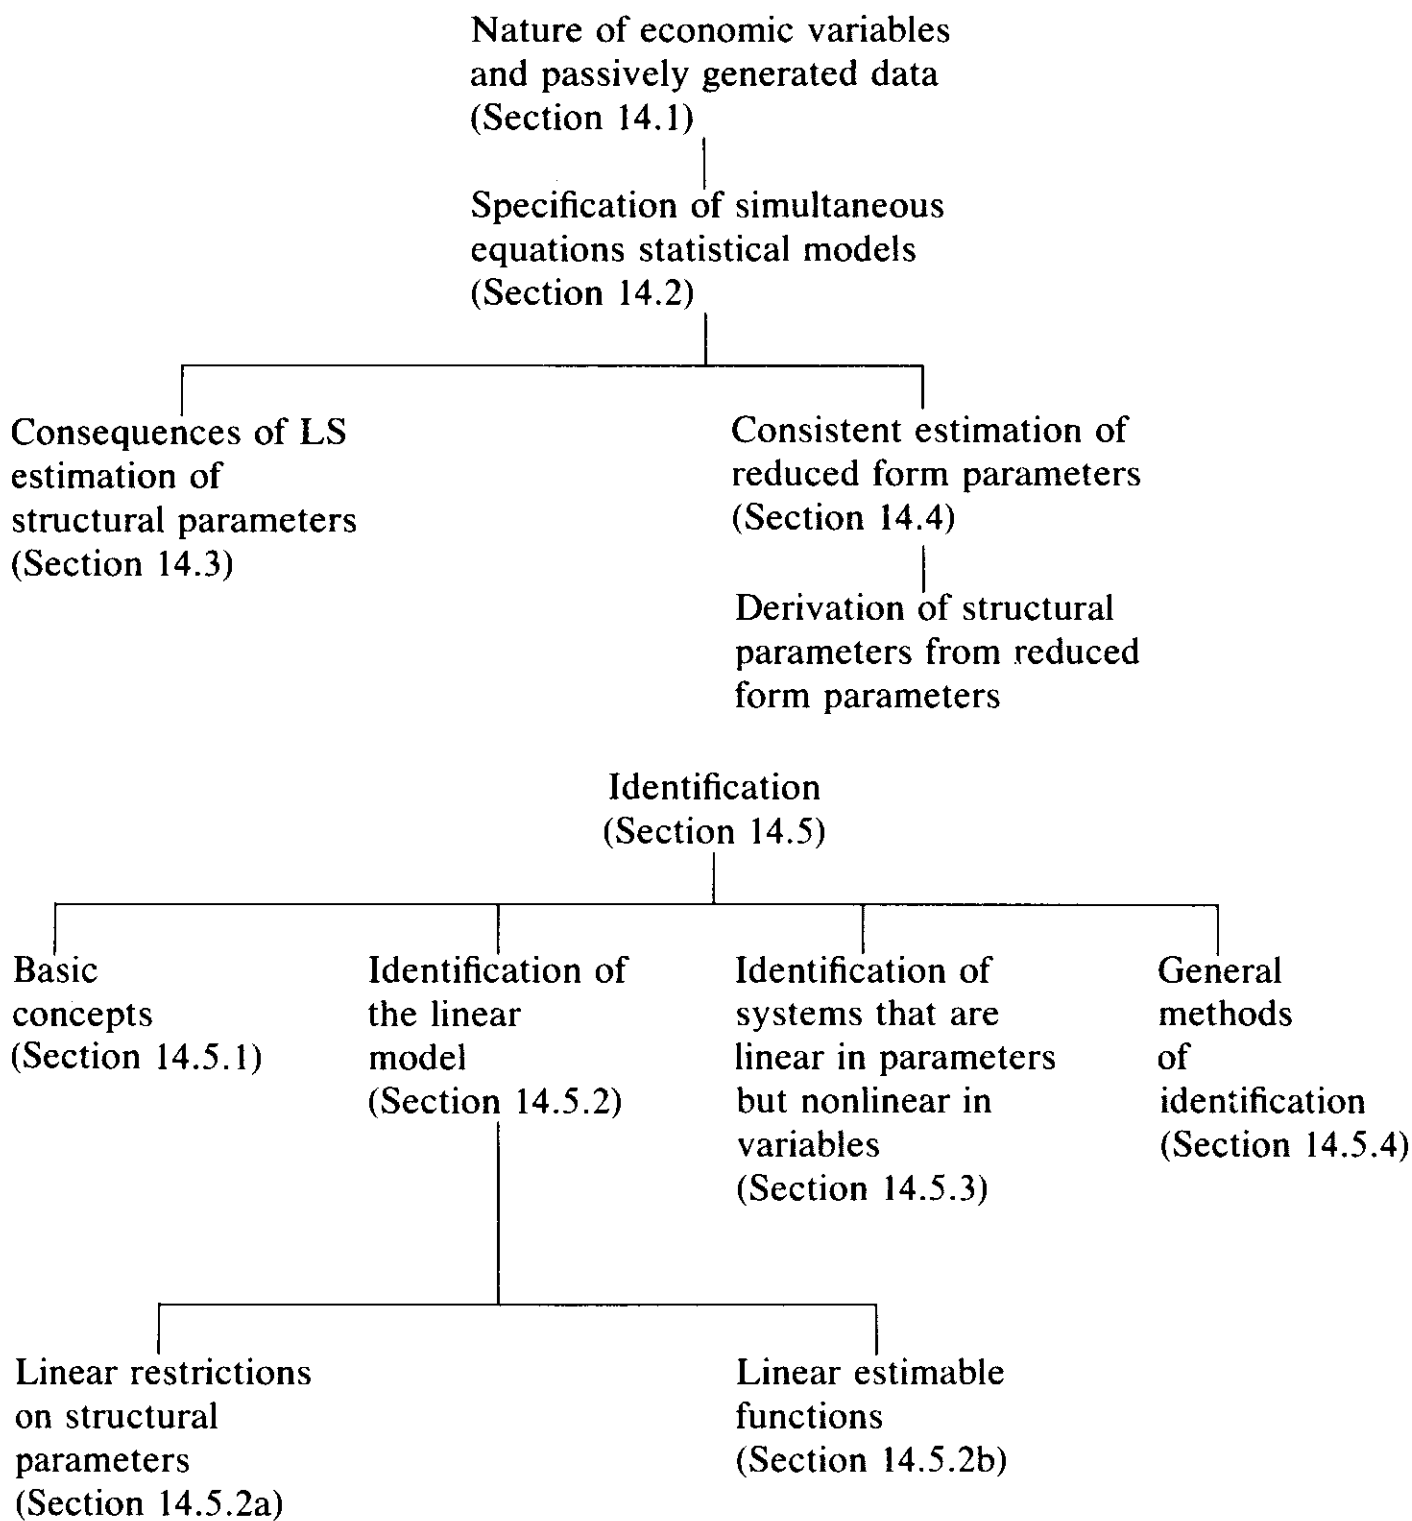 Nature of economic variables
and passively generated data
(Section 14.1)
Specification of simultaneous
equations statistical models
(Section 14.2)
Consequences of LS
estimation of
structural parameters
(Section 14.3)
Consistent estimation of
reduced form parameters
(Section 14.4)
Derivation of structural
parameters from reduced
form parameters
Identification
(Section 14.5)
Basic
concepts
(Section 14.5.1)
Identification of
the linear
model
(Section 14.5.2)
Identification of
systems that are
linear in parameters
but nonlinear in
variables
(Section 14.5.3)
General
methods
of
identification
(Section 14.5.4)
Linear restrictions
on structural
parameters
(Section 14.5.2a)
Linear estimable
functions
(Section 14.5.2b)